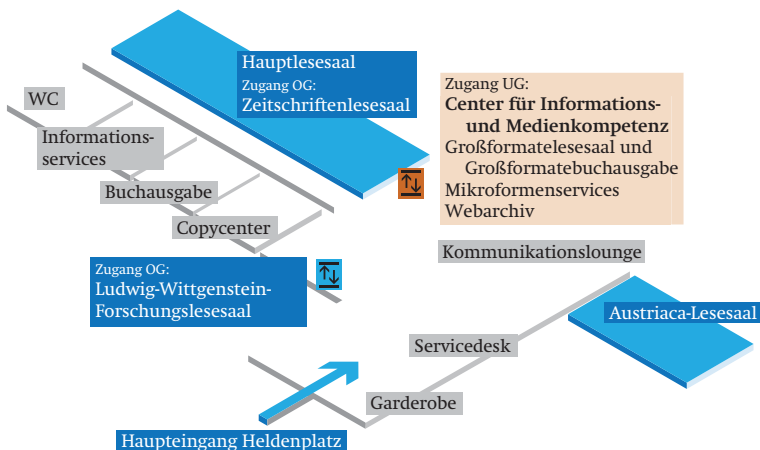 Hauptlesesaal
Zugang OG:
Zeitschriftenlesesaal
Zugang UG:
Center für Informations-
und Medienkompetenz
Großformatelesesaal und
Großformatebuchausgabe
Mikroformenservices
Webarchiv
WC
Informations-
services
Buchausgabe
Copycenter
Kommunikationslounge
Zugang OG:
Ludwig-Wittgenstein-
Forschungslesesaal
Austriaca-Lesesaal
Servicedesk
Garderobe
Haupteingang Heldenplatz